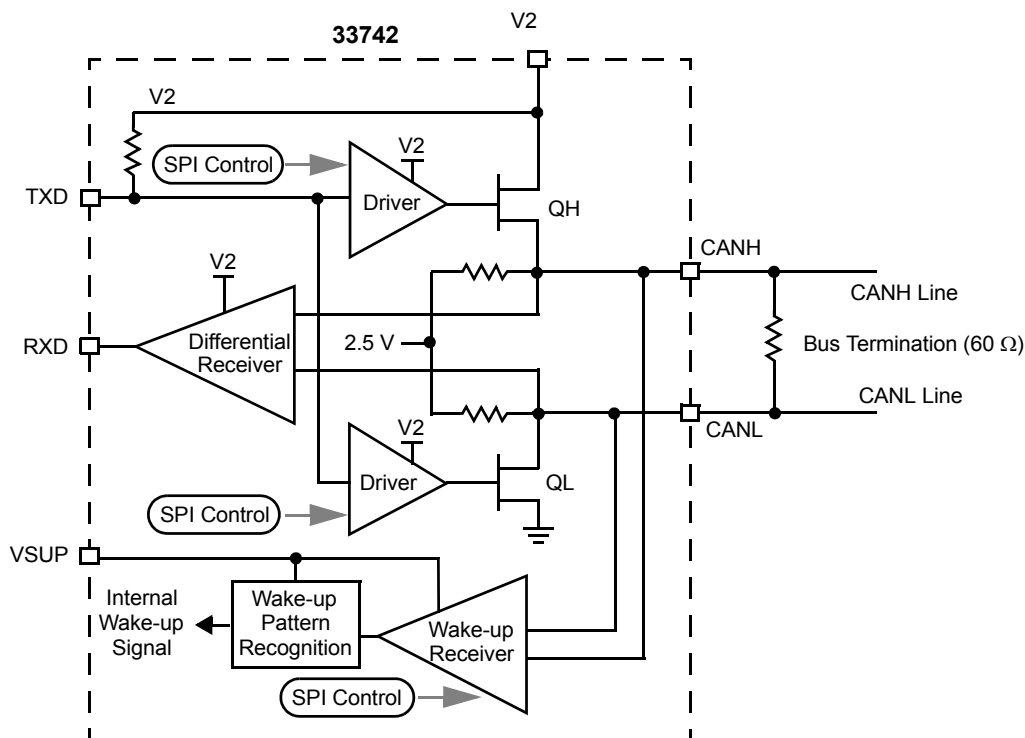 V2
33742
V2
SPI Control
V2
TXD
Driver
QH
CANH
V2
CANH Line
RXD
Differential
Receiver
2.5 V
Bus Termination (60 Ω)
CANL Line
V2
CANL
Driver
QL
SPI Control
VSUP
Internal
Wake-up
Signal
Wake-up
Pattern
Recognition
Wake-up
Receiver
SPI Control